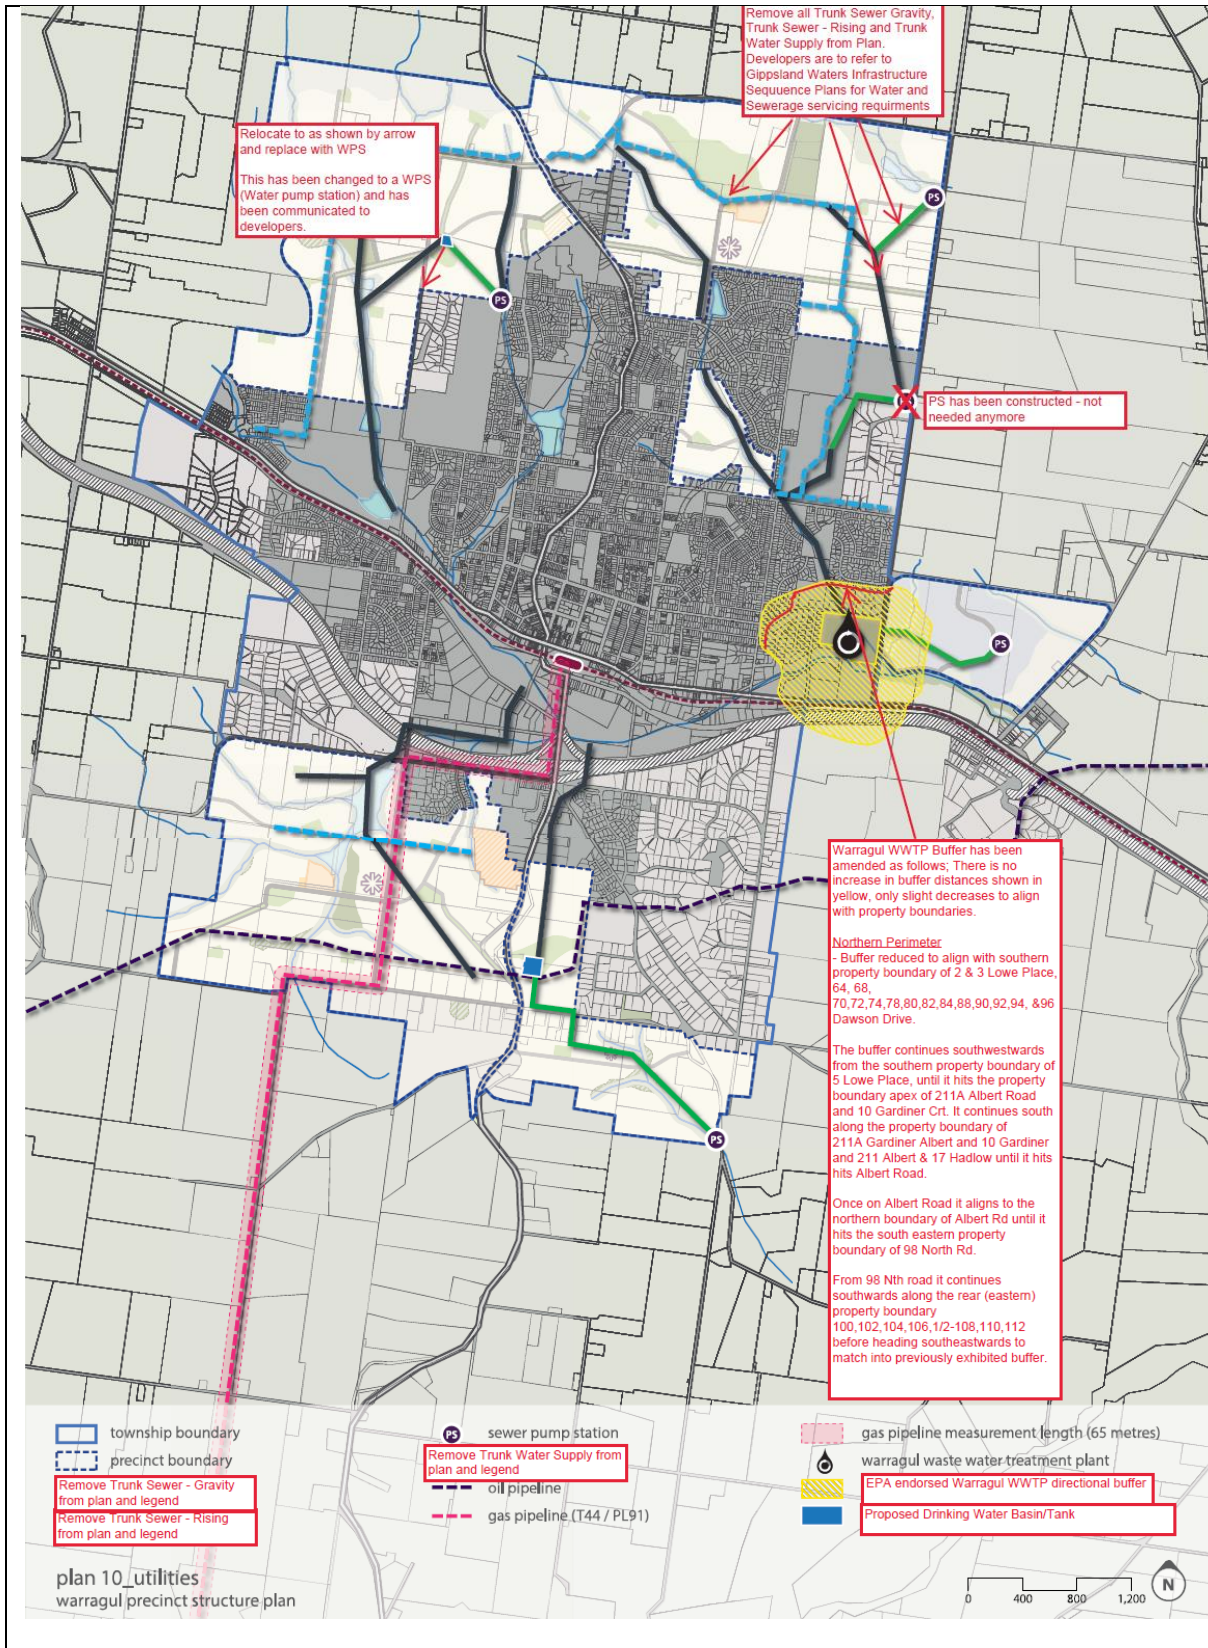 Remove all Trunk Sewer Gravity,
Trunk Sewer - Rising and Trunk
Water Supply from Plan.
Developers are to refer to
Gippsland Waters Infrastructure
Sequuence Plans for Water and
Sewerage servicing requirments
Relocate to as shown by arrow
and replace with WPS
This has been changed to a WPS
(Water pump station) and has
been communicated to
developers.
PS
PS
PS has been constructed - not
needed anymore
PS
Warragul WWTP Buffer has been
amended as follows; There is no
increase in buffer distances shown in
yellow, only slight decreases to align
with property boundaries.
Northern Perimeter
- Buffer reduced to align with southern
property boundary of 2 & 3 Lowe Place,
64, 68,
70,72,74,78,80,82,84,88,90,92,94, &96
Dawson Drive.
The buffer continues southwestwards
from the southern property boundary of
5 Lowe Place, until it hits the property
boundary apex of 211A Albert Road
and 10 Gardiner Crt. It continues south
along the property boundary of
211A Gardiner Albert and 10 Gardiner
and 211 Albert & 17 Hadlow until it hits
hits Albert Road.
Once on Albert Road it aligns to the
northern boundary of Albert Rd until it
hits the south eastern property
boundary of 98 North Rd.
From 98 Nth road it continues
southwards along the rear (eastern)
property boundary
100,102,104,106,1/2-108,110,112
before heading southeastwards to
match into previously exhibited buffer.
PS
township boundary
precinct boundary
Remove Trunk Sewer - Gravity
from plan and legend
Remove Trunk Sewer - Rising
from plan and legend
PS sewer pump station
Remove Trunk Water Supply from
plan and legend
oil pipeline
gas pipeline (T44 / PL91)
gas pipeline measurement length (65 metres)
warragul waste water treatment plant
EPA endorsed Warragul WWTP directional buffer
Proposed Drinking Water Basin/Tank
plan 10_utilities
warragul precinct structure plan
0 400 800 1,200
N